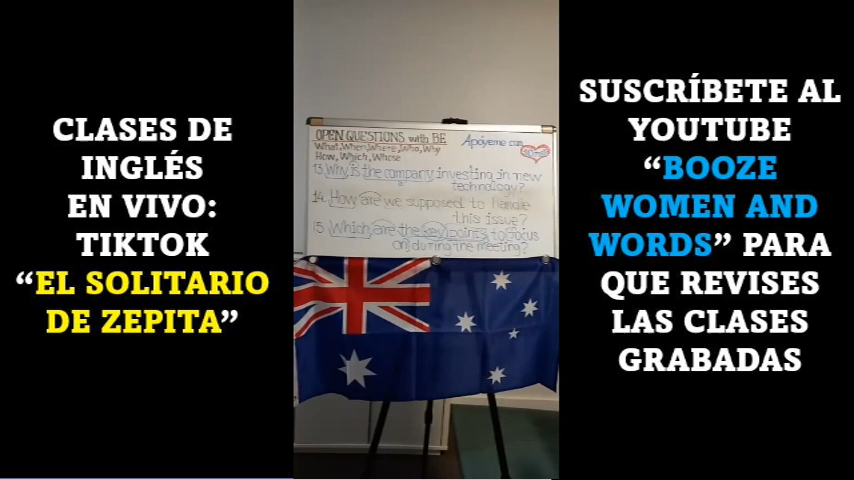 CLASES DE
INGLÉS
EN VIVO:
TIKTOK
“EL SOLITARIO
DE ZEPITA”
OPEN QUESTIONS with BE
What, When, Where, Who, Why
How, Which, Whose
Apóyeme con
13. Why is the company investing in new
technology?
14. How are we supposed to handle
this issue?
15. Which are the key points to focus
on during the meeting?
SUSCRÍBETE AL
YOUTUBE
“BOOZE
WOMEN AND
WORDS” PARA
QUE REVISES
LAS CLASES
GRABADAS